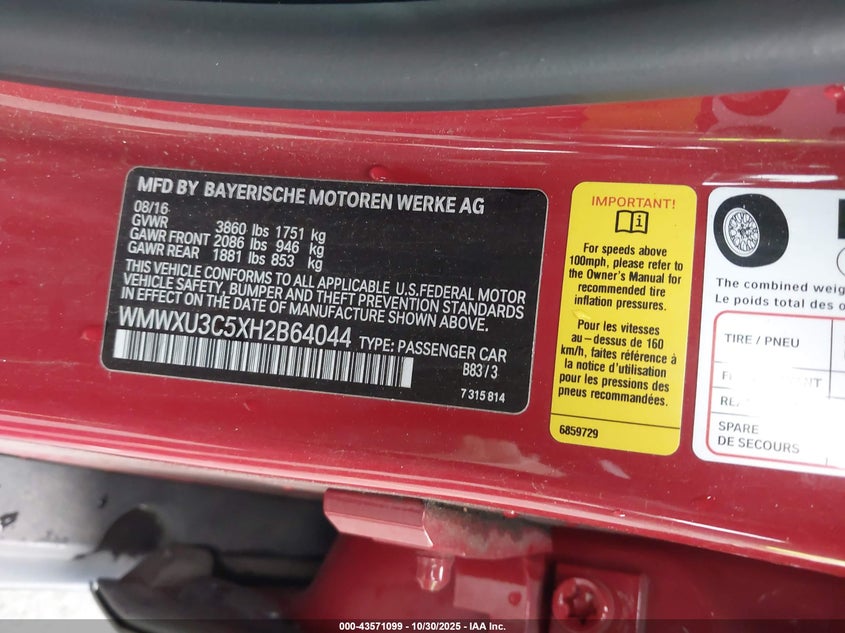 MFD BY BAYERISCHE MOTOREN WERKE AG
08/16
GVWR 3860 lbs 1751 kg
GAWR FRONT 2086 lbs 946 kg
GAWR REAR 1881 lbs 853 kg
THIS VEHICLE CONFORMS TO ALL APPLICABLE U.S.FEDERAL MOTOR
VEHICLE SAFETY, BUMPER AND THEFT PREVENTION STANDARDS
IN EFFECT ON THE DATE OF MANUFACTURE SHOWN ABOVE.
WMWXU3C5XH2B64044 TYPE: PASSENGER CAR
B83/3
7 315 814
IMPORTANT!
i
For speeds above
100mph, please refer to
the Owner's Manual for
recommended tire
inflation pressures.
Pour les vitesses
au-dessus de 160
km/h, faites référence à
la notice d'utilisation
pour les pressions des
pneus recommandées.
6859729
The combined weig
Le poids total des o
TIRE / PNEU
SPARE
DE SECOURS
000-43571099 - 10/30/2025 - IAA Inc.